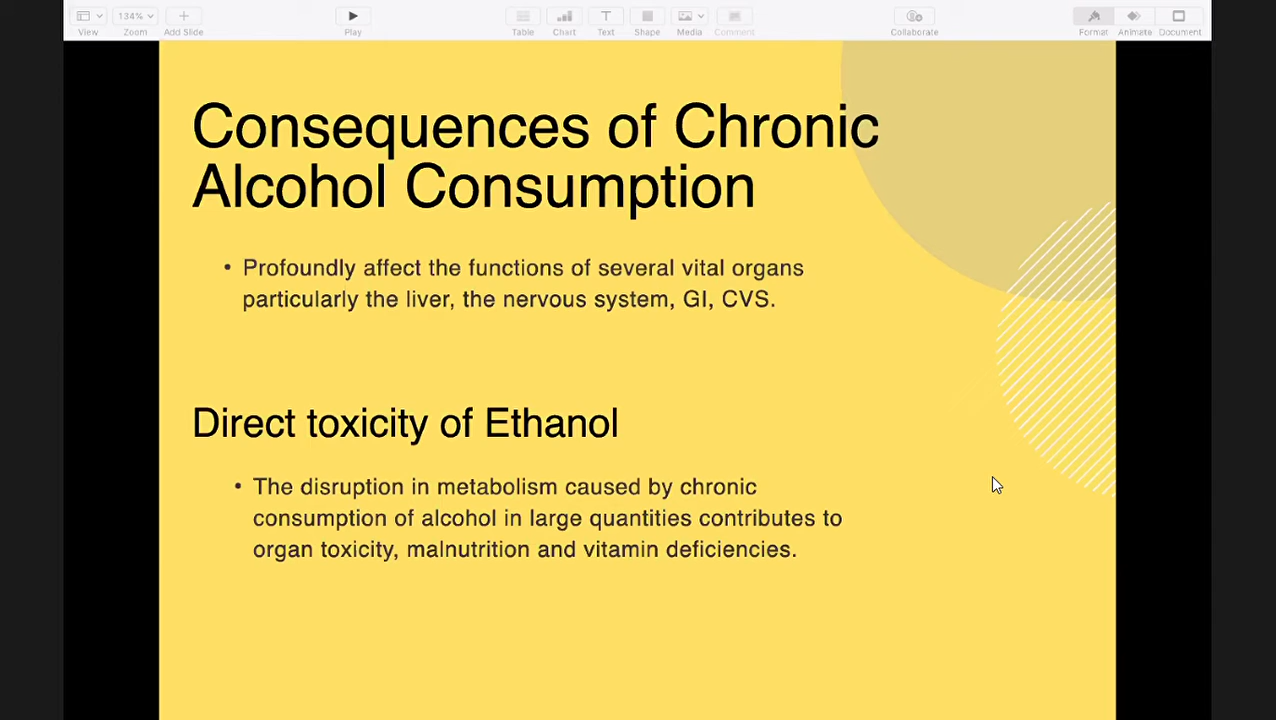 View
134%
Zoom
Add Slide
Play
Table
Chart
Text
Shape
Media
Comment
Collaborate
Format
Animate
Document
Consequences of Chronic
Alcohol Consumption
• Profoundly affect the functions of several vital organs
particularly the liver, the nervous system, GI, CVS.
Direct toxicity of Ethanol
• The disruption in metabolism caused by chronic
consumption of alcohol in large quantities contributes to
organ toxicity, malnutrition and vitamin deficiencies.